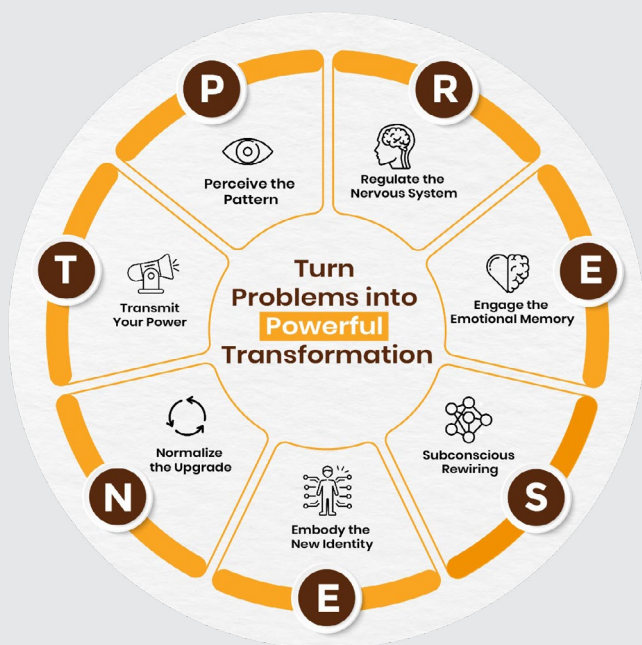 P
Perceive the
Pattern
R
Regulate the
Nervous System
E
Engage the
Emotional Memory
S
Subconscious
Rewiring
E
Embody the
New Identity
N
Normalize
the Upgrade
T
Transmit
Your Power
Turn
Problems into
Powerful
Transformation